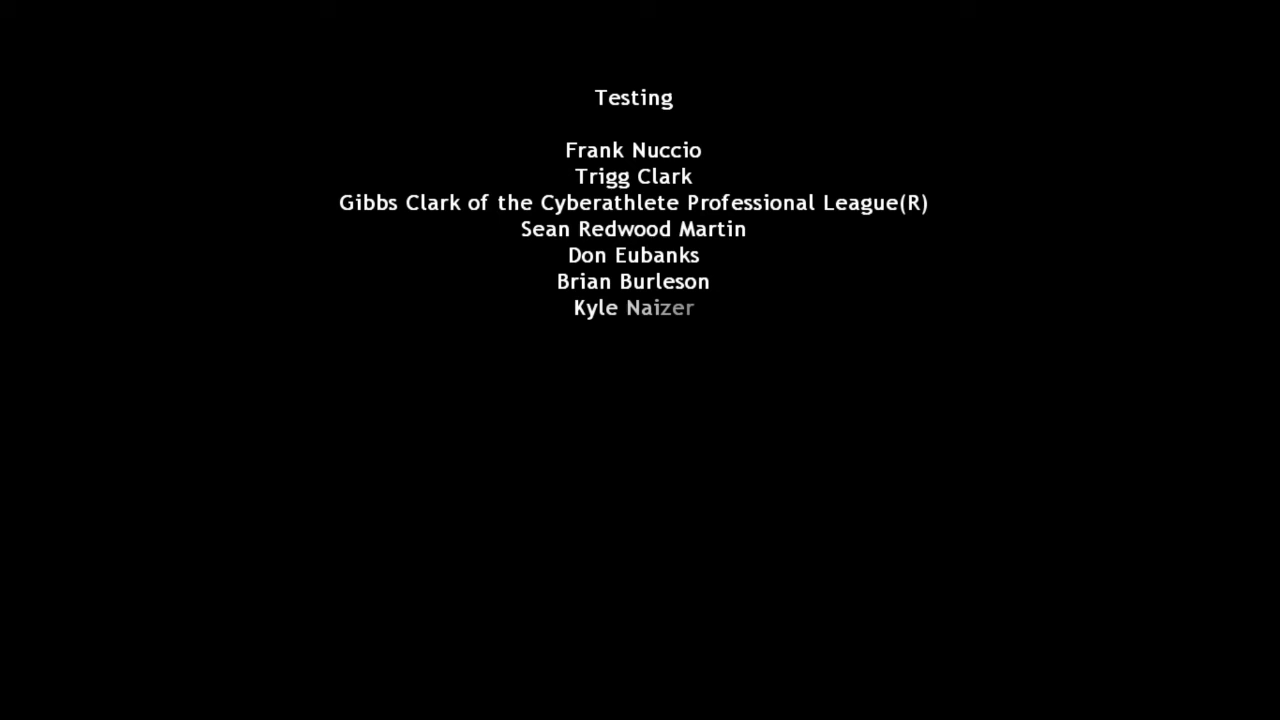 Testing
Frank Nuccio
Trigg Clark
Gibbs Clark of the Cyberathlete Professional League(R)
Sean Redwood Martin
Don Eubanks
Brian Burleson
Kyle Naizer